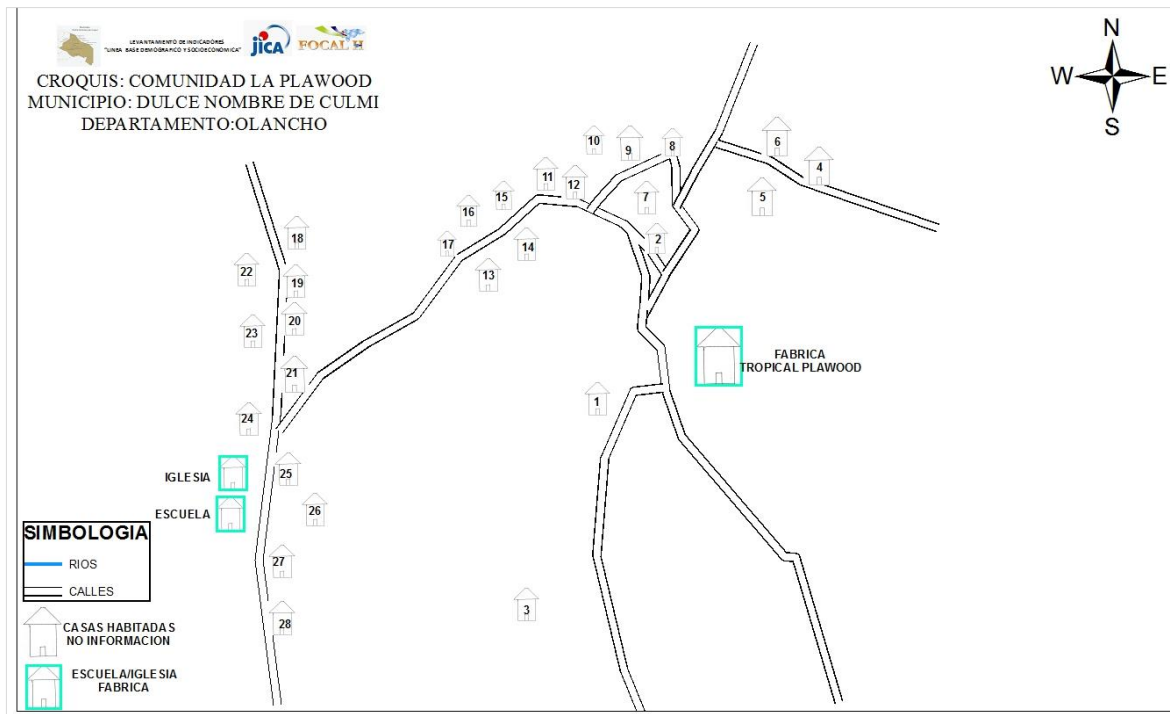 LEVANTAMIENTO DE INDICADORES
"LINEA BASE DEMOGRAFICO Y SOCIOECONOMICA"
JICA
FOCAL H
CROQUIS: COMUNIDAD LA PLAWOOD
MUNICIPIO: DULCE NOMBRE DE CULMI
DEPARTAMENTO:OLANCHO
N
W E
S
10 9 8 6
4
11 12
15 7 5
16
18 17 14 2
22 19 13
23 20
FABRICA
TROPICAL PLAWOOD
21
1
24
IGLESIA
25
ESCUELA
26
27
3
28
SIMBOLOGIA
RIOS
CALLES
CASAS HABITADAS
NO INFORMACION
ESCUELA/IGLESIA
FABRICA